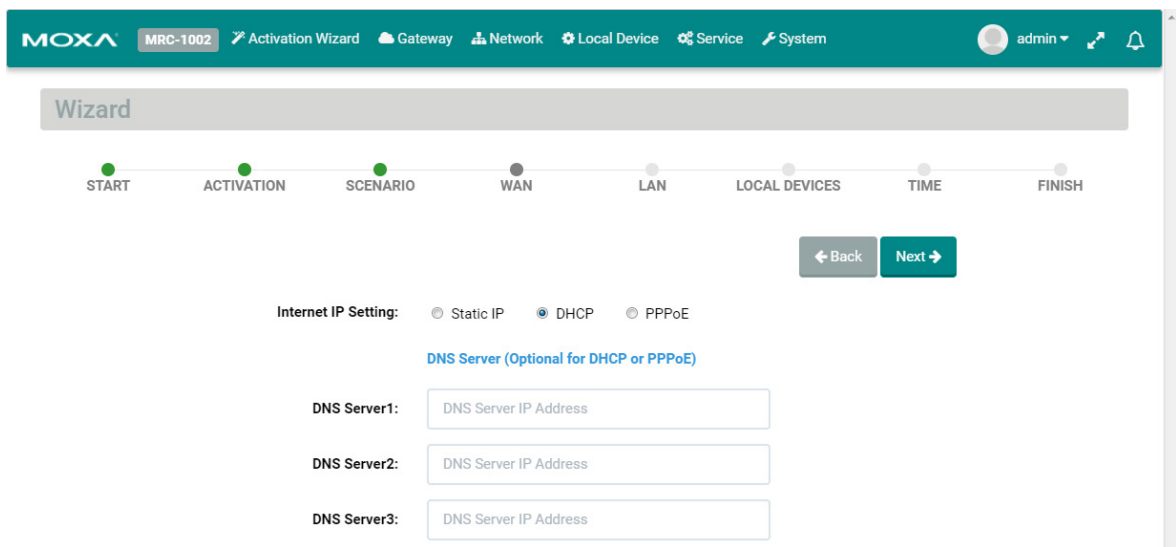 MOXA MRC-1002 Activation Wizard Gateway Network Local Device Service System admin
Wizard
START ACTIVATION SCENARIO WAN LAN LOCAL DEVICES TIME FINISH
Back Next
Internet IP Setting: Static IP DHCP PPPoE
DNS Server (Optional for DHCP or PPPoE)
DNS Server1: DNS Server IP Address
DNS Server2: DNS Server IP Address
DNS Server3: DNS Server IP Address